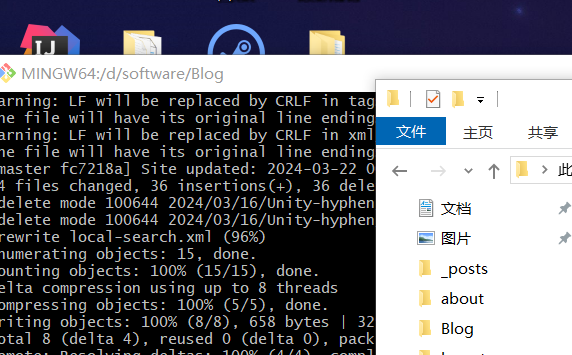 MINGW64:/d/software/Blog
arning: LF will be replaced by CRLF in tag
he file will have its original line ending
arning: LF will be replaced by CRLF in xml
he file will have its original line ending
master fc7218a] Site updated: 2024-03-22 0
4 files changed, 36 insertions(+), 36 dele
delete mode 100644 2024/03/16/Unity-hyphen
delete mode 100644 2024/03/16/Unity-hyphen
rewrite local-search.xml (96%)
numerating objects: 15, done.
ounting objects: 100% (15/15), done.
elta compression using up to 8 threads
ompressing objects: 100% (5/5), done.
riting objects: 100% (8/8), 658 bytes | 32
otal 8 (delta 4), reused 0 (delta 0), pack
emote: Resolving deltas: 100% (4/4), compl
文件 主页 共享
此
文档
图片
_posts
about
Blog